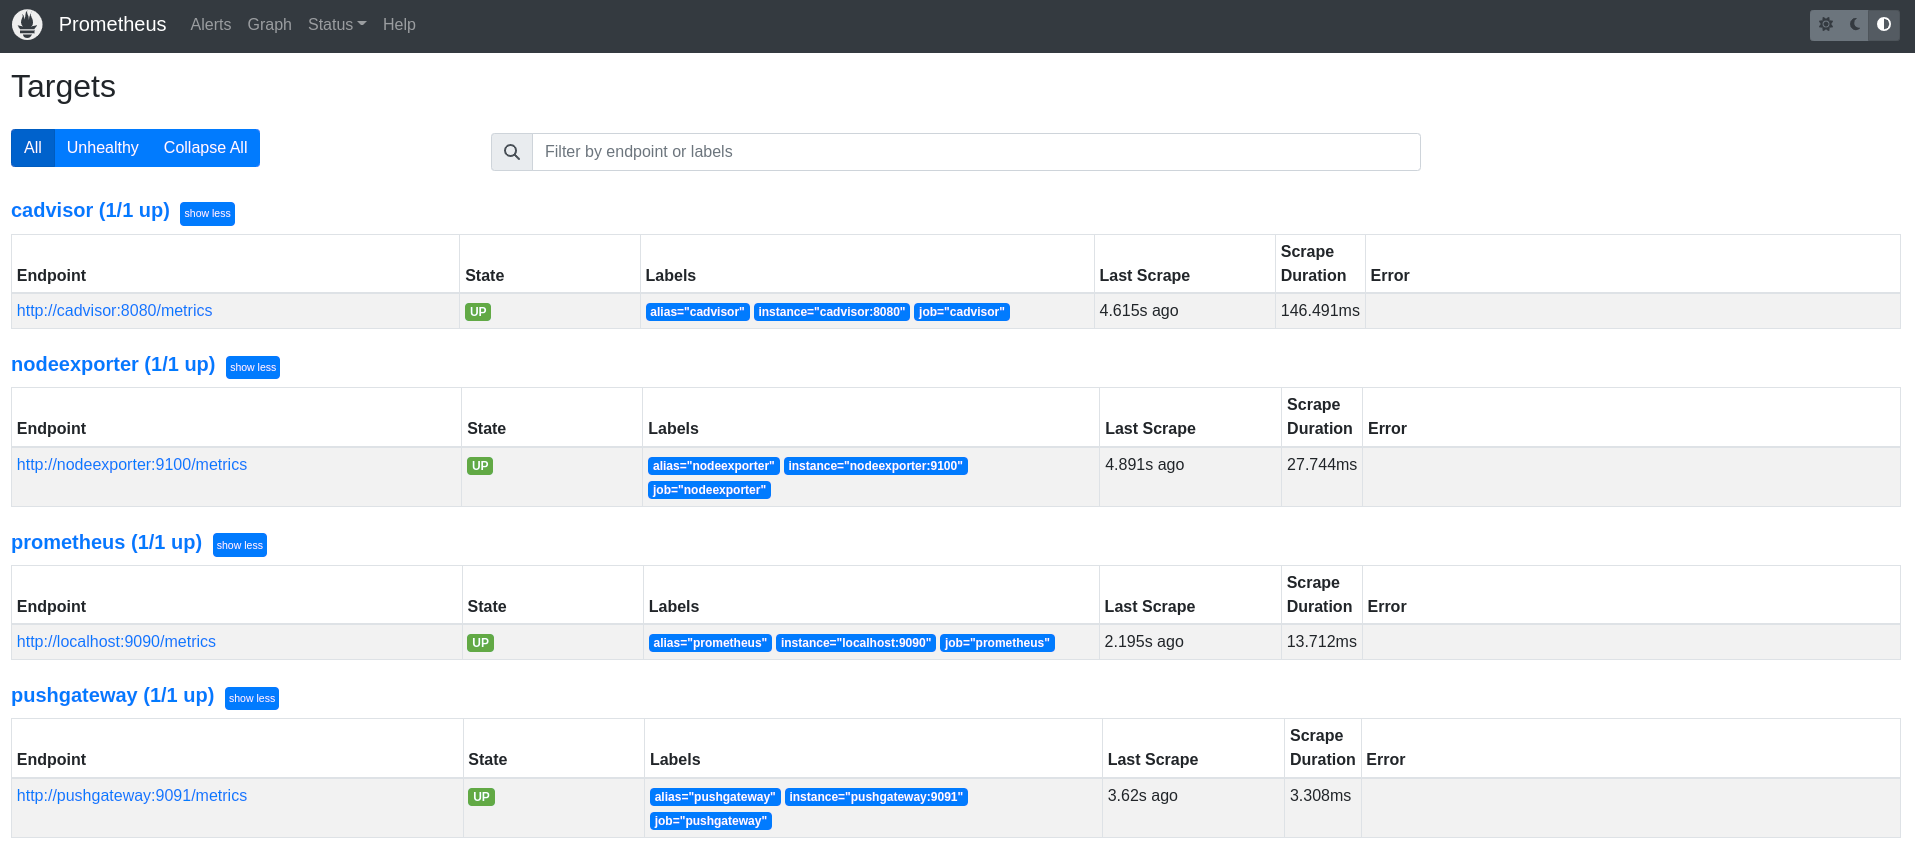 Prometheus Alerts Graph Status Help
Targets
All Unhealthy Collapse All
Filter by endpoint or labels
cadvisor (1/1 up) show less
Endpoint State Labels Last Scrape Scrape Duration Error
http://cadvisor:8080/metrics UP alias="cadvisor" instance="cadvisor:8080" job="cadvisor" 4.615s ago 146.491ms
nodeexporter (1/1 up) show less
Endpoint State Labels Last Scrape Scrape Duration Error
http://nodeexporter:9100/metrics UP alias="nodeexporter" instance="nodeexporter:9100" 4.891s ago 27.744ms
job="nodeexporter"
prometheus (1/1 up) show less
Endpoint State Labels Last Scrape Scrape Duration Error
http://localhost:9090/metrics UP alias="prometheus" instance="localhost:9090" job="prometheus" 2.195s ago 13.712ms
pushgateway (1/1 up) show less
Endpoint State Labels Last Scrape Scrape Duration Error
http://pushgateway:9091/metrics UP alias="pushgateway" instance="pushgateway:9091" 3.62s ago 3.308ms
job="pushgateway"